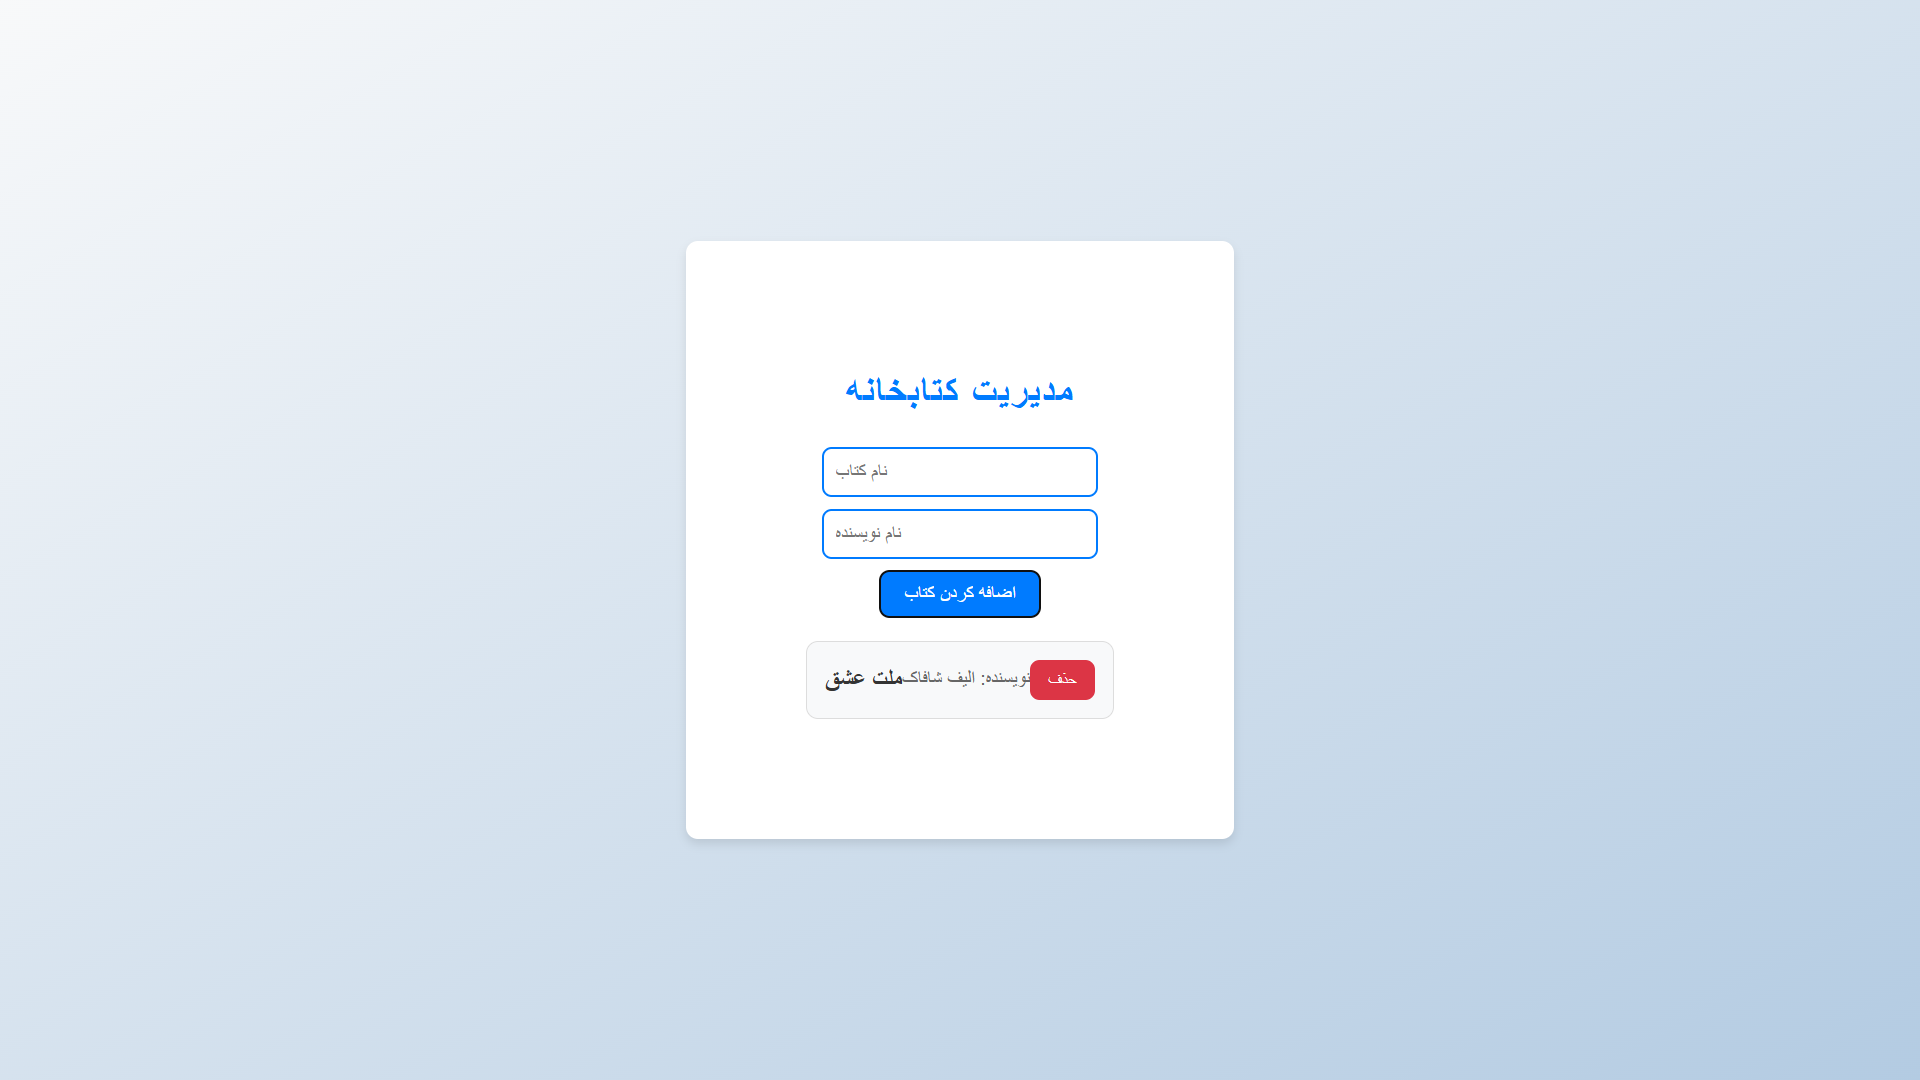 مدیریت کتابخانه
نام کتاب
نام نویسنده
اضافه کردن کتاب
ملت عشق
نویسنده: الیف شافاک
حذف